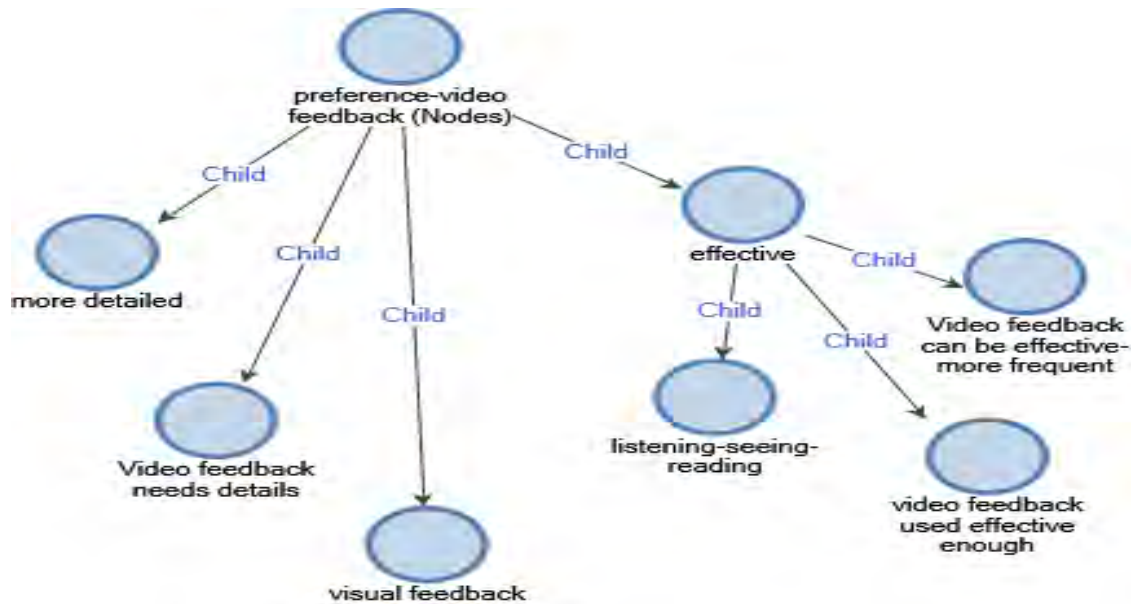 preference-video
feedback (Nodes)
Child
Child
Child
Child
more detailed
Video feedback
needs details
visual feedback
effective
Child
Child
Child
listening-seeing-
reading
Video feedback
can be effective-
more frequent
video feedback
used effective
enough